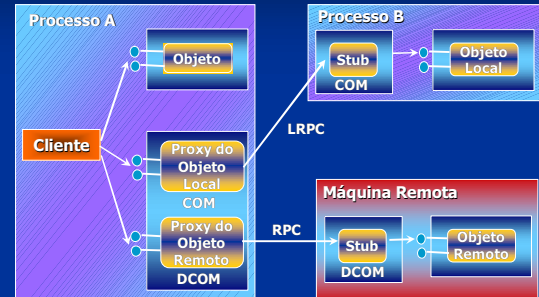 Processo A
Objeto
Cliente
Proxy do
Objeto
Local
COM
Proxy do
Objeto
Remoto
DCOM
LRPC
RPC
Processo B
Stub
COM
Objeto
Local
Máquina Remota
Stub
DCOM
Objeto
Remoto